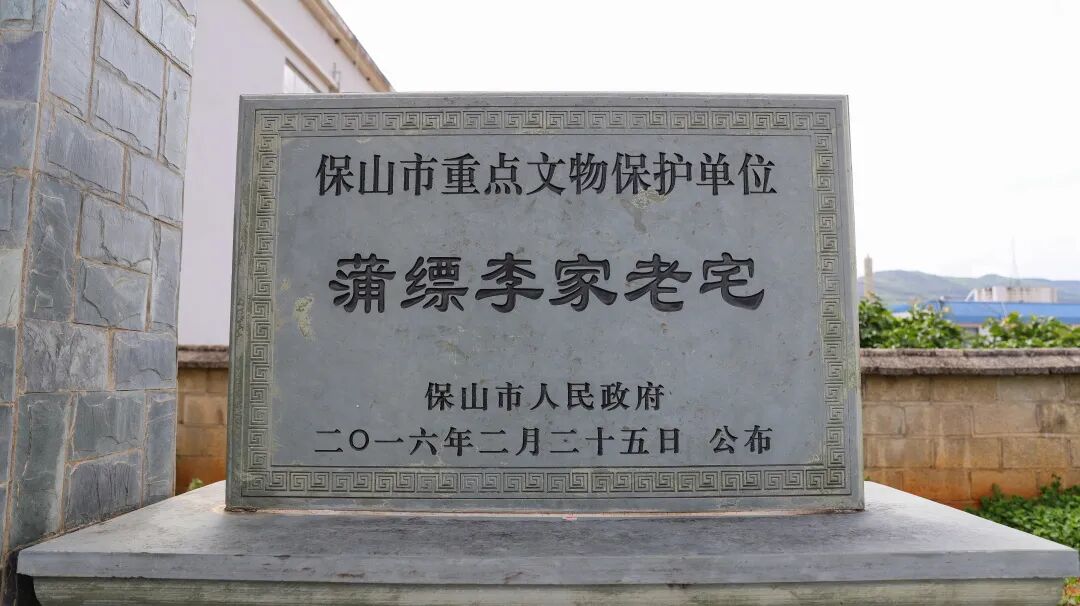 保山市重点文物保护单位
蒲缥李家老宅
保山市人民政府
二〇一六年二月二十五日 公布